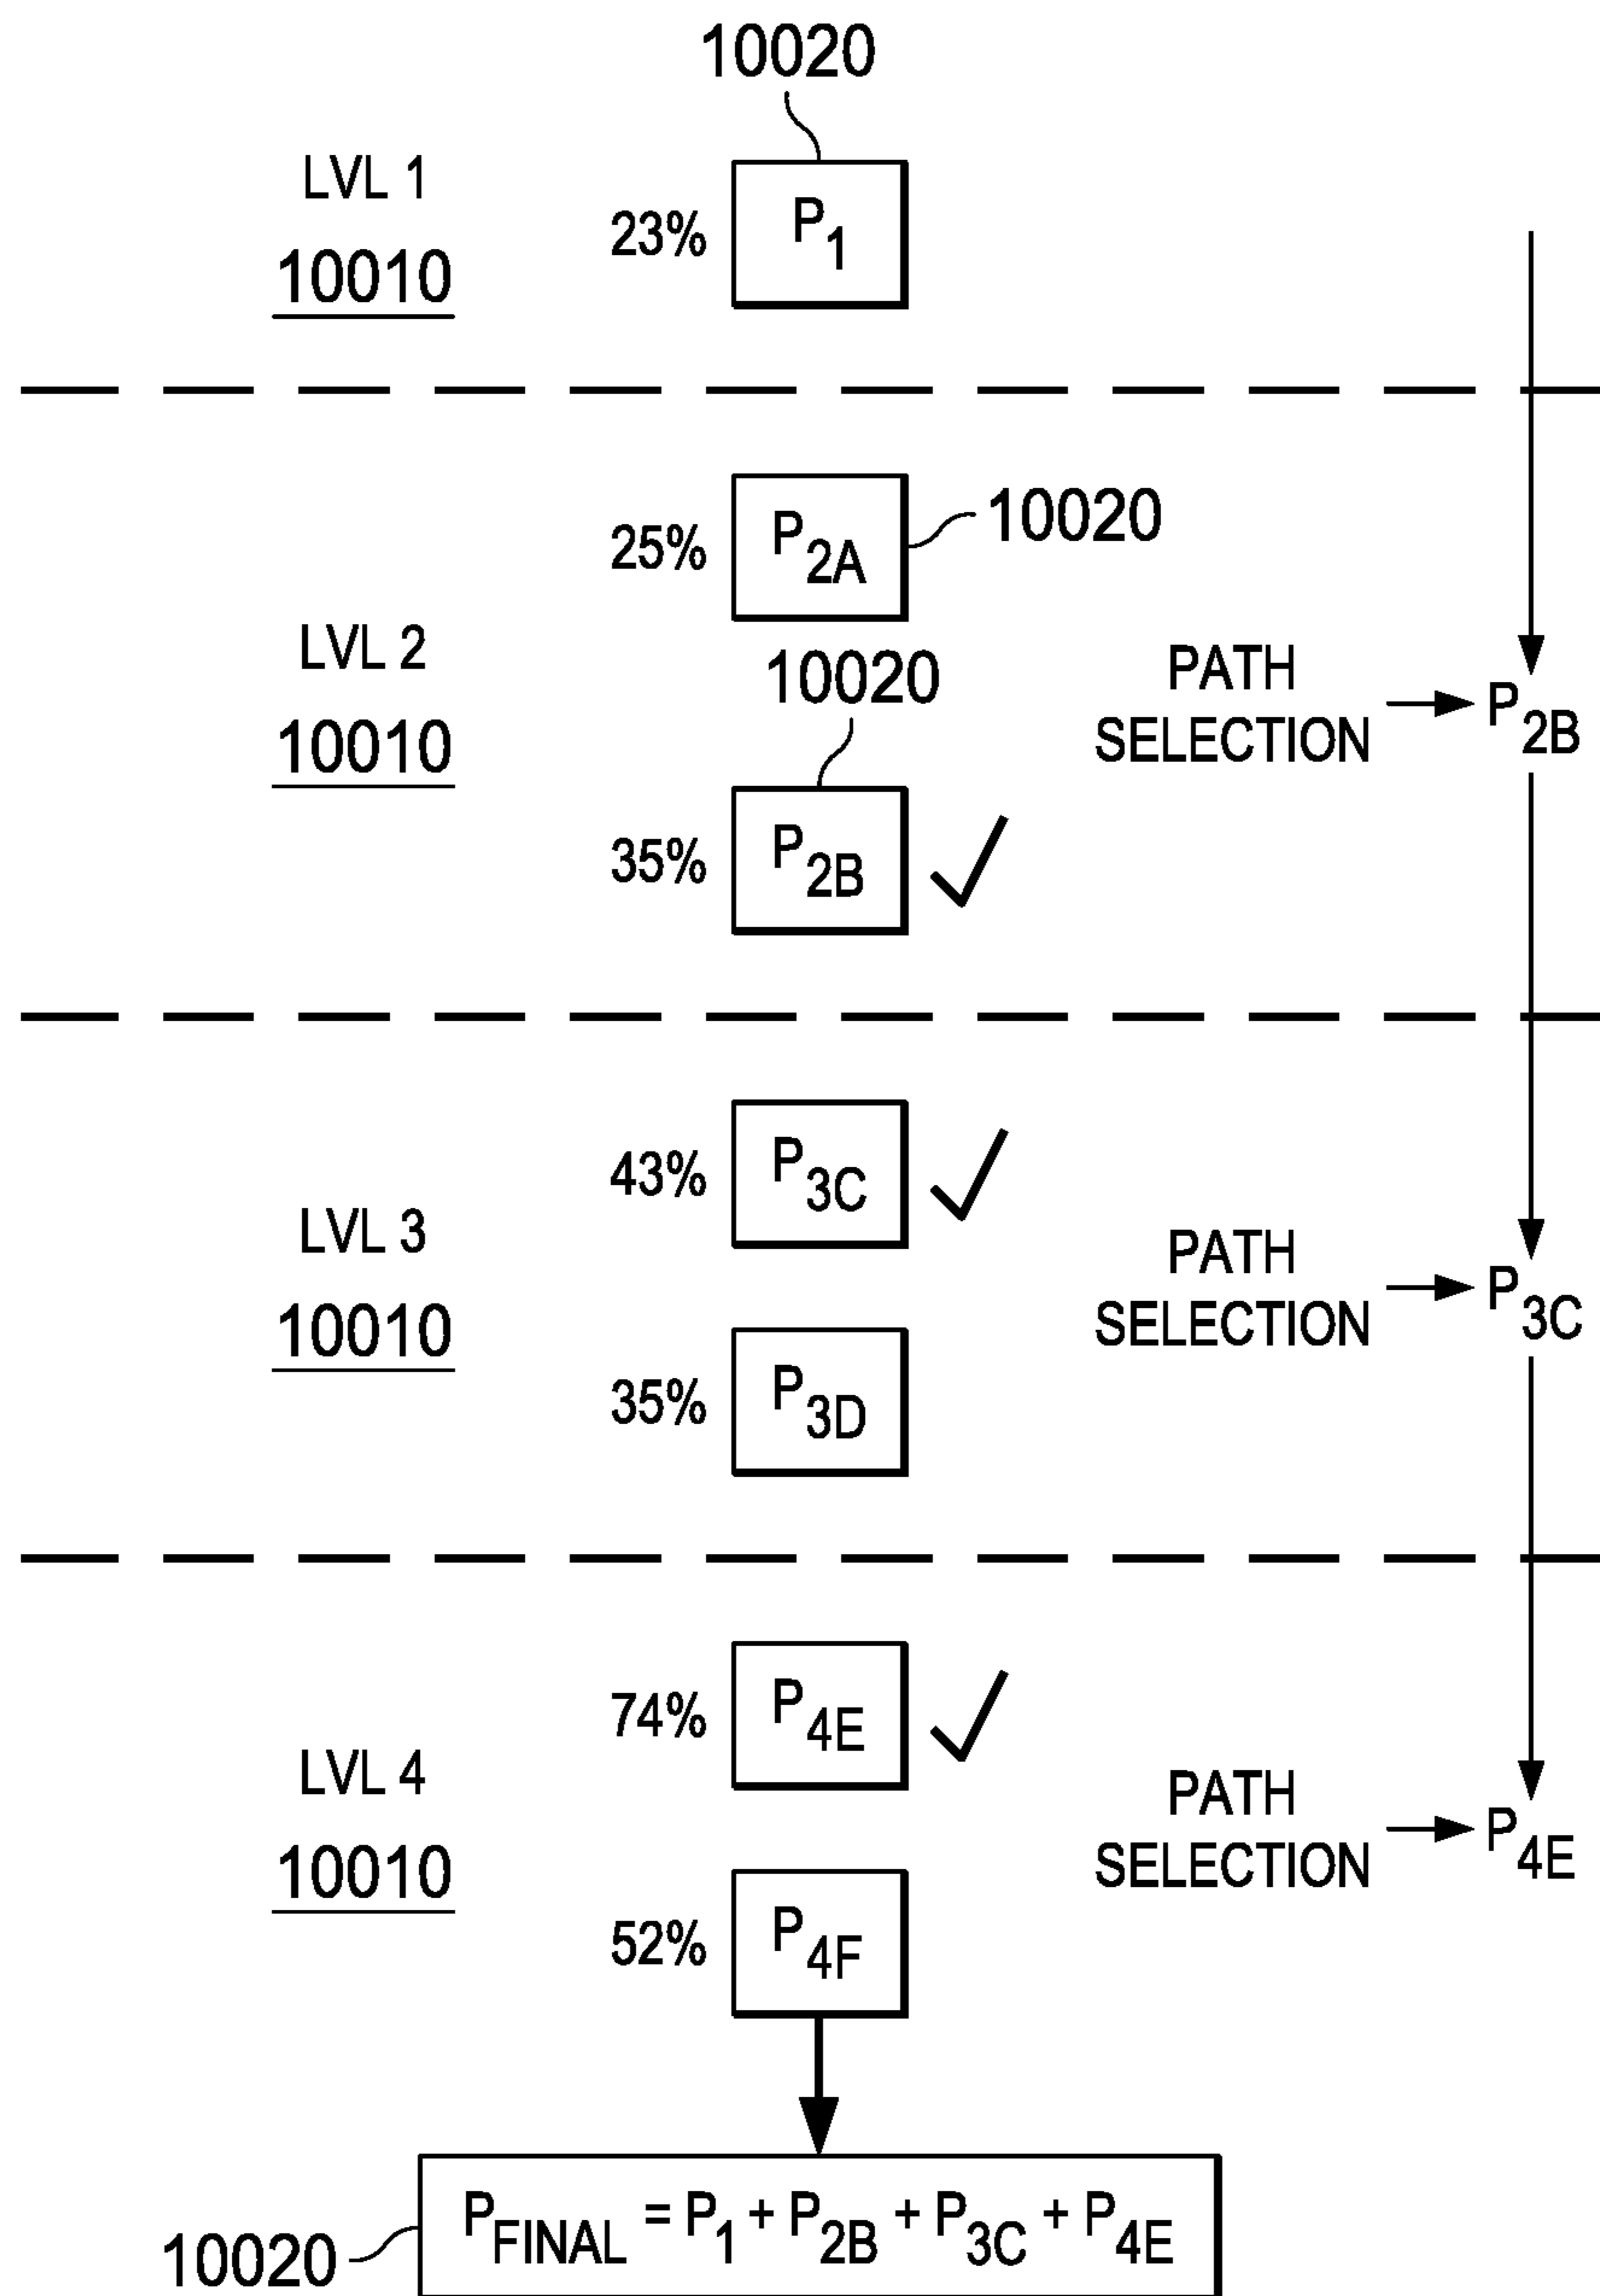 10020
LVL 1
10010
23%
P1
25%
P2A
10020
LVL 2
10010
10020
35%
P2B
PATH
SELECTION
P2B
43%
P3C
LVL 3
10010
35%
P3D
PATH
SELECTION
P3C
74%
P4E
LVL 4
10010
52%
P4F
PATH
SELECTION
P4E
PFINAL = P1 + P2B + P3C + P4E
10020